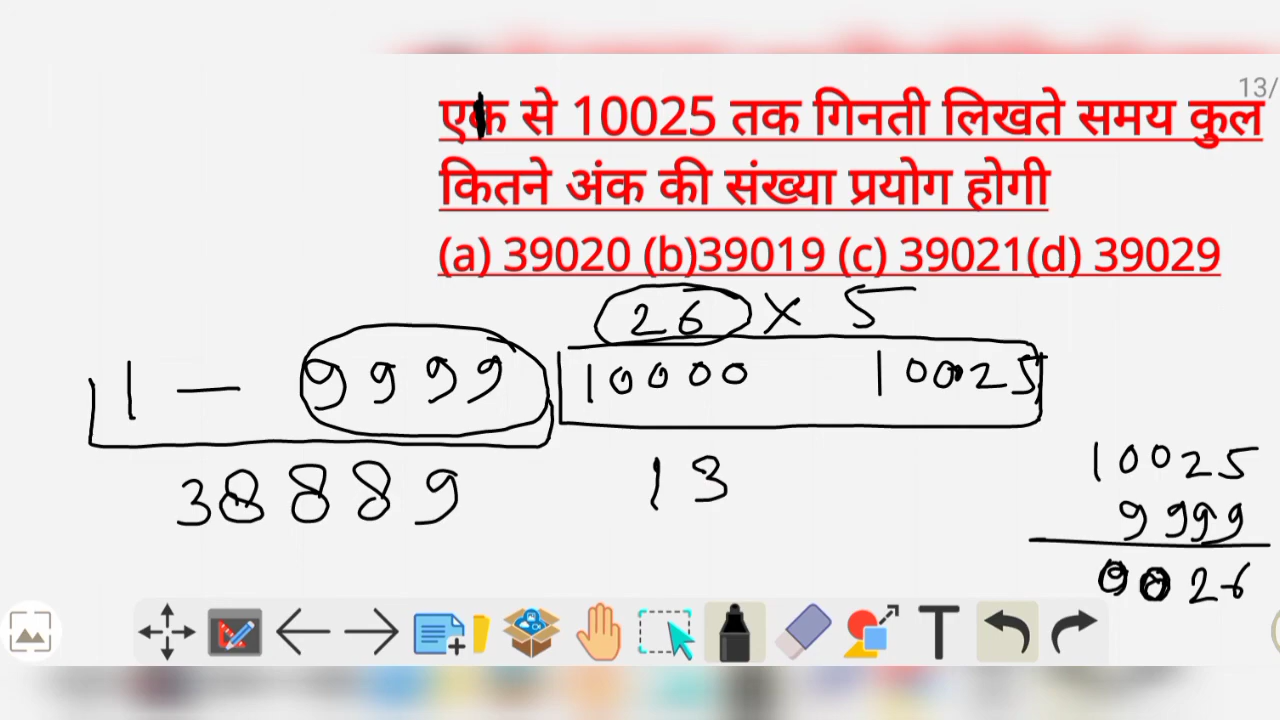 13/
एक से 10025 तक गिनती लिखते समय कुल
कितने अंक की संख्या प्रयोग होगी
(a) 39020 (b)39019 (c) 39021(d) 39029
26 × 5
1 — 9999 10000 10025
38889 13
10025
9999
0026
T